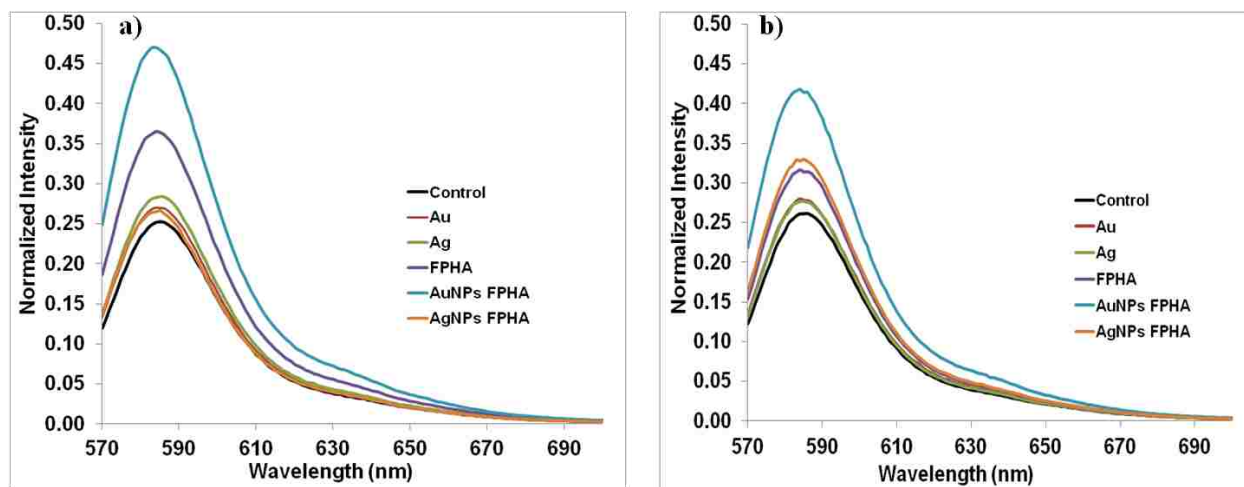 a)
0.50
0.45
0.40
0.35
0.30
0.25
0.20
0.15
0.10
0.05
0.00
Normalized Intensity
570 590 610 630 650 670 690
Wavelength (nm)
Control
Au
Ag
FPHA
AuNPs FPHA
AgNPs FPHA
b)
0.50
0.45
0.40
0.35
0.30
0.25
0.20
0.15
0.10
0.05
0.00
Normalized Intensity
570 590 610 630 650 670 690
Wavelength (nm)
Control
Au
Ag
FPHA
AuNPs FPHA
AgNPs FPHA